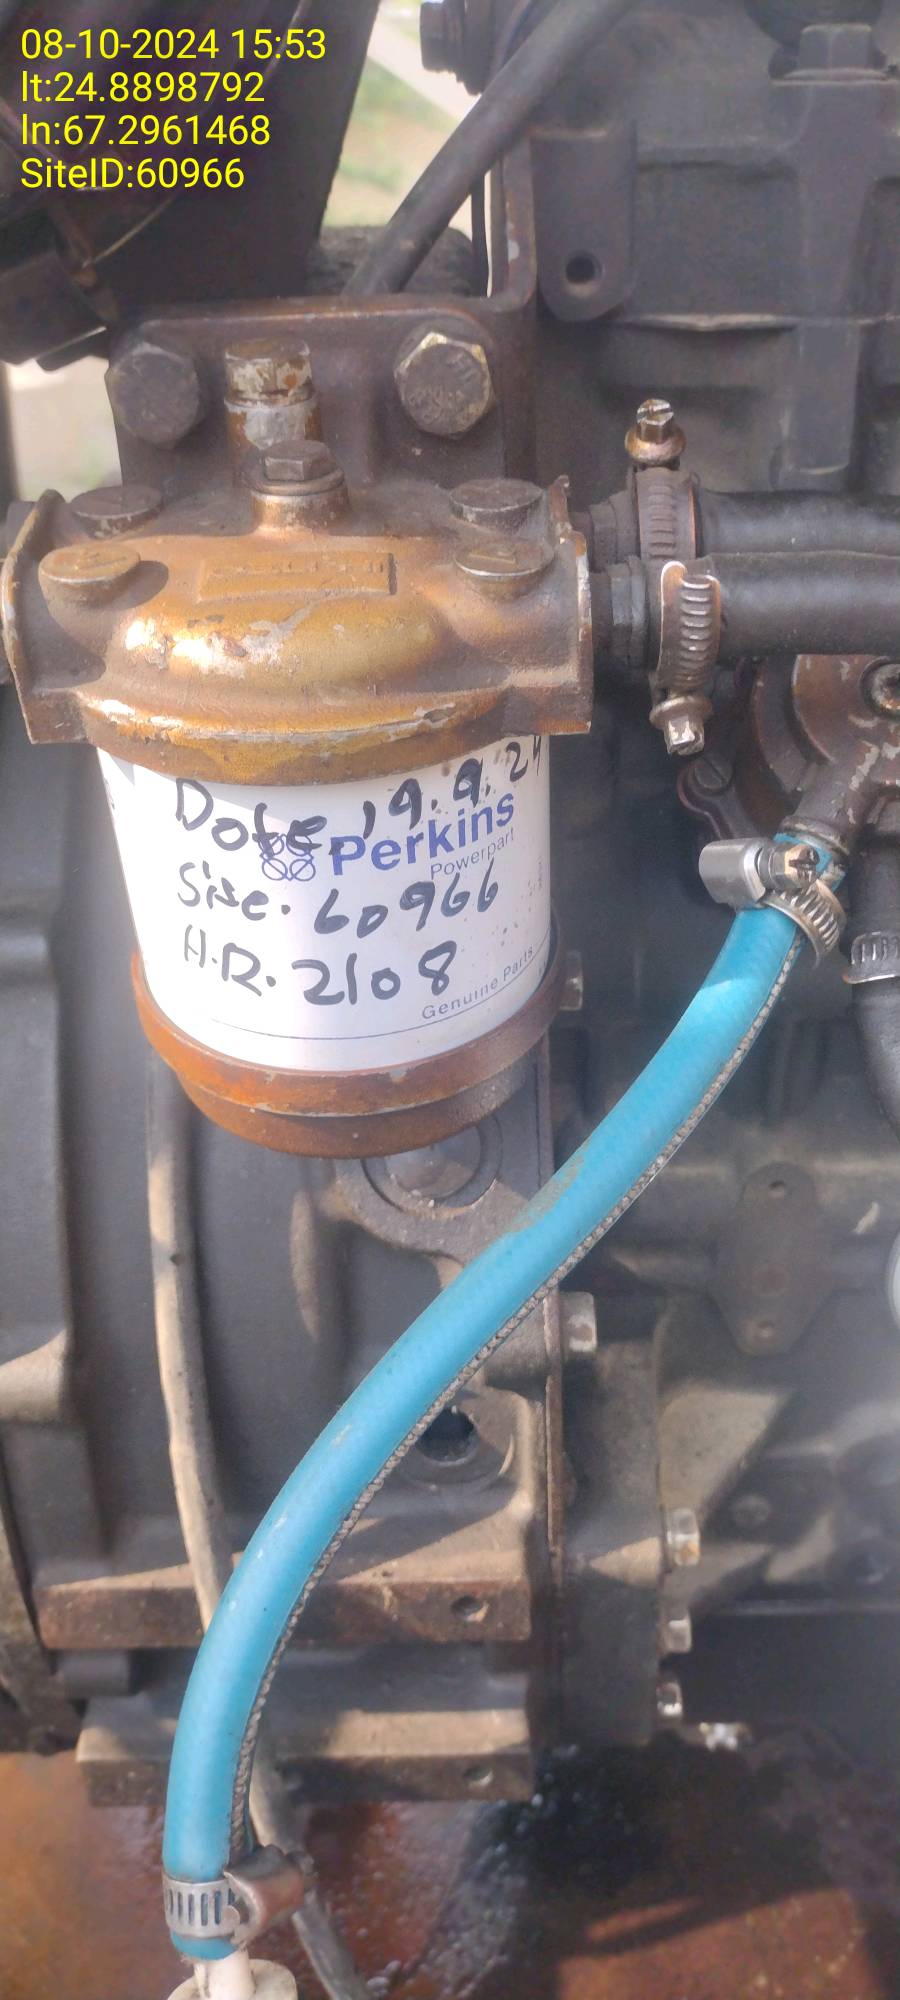 08-10-2024 15:53
lt:24.8898792
ln:67.2961468
SiteID:60966
Date. 19.9.24
Perkins
Powerpart
Sise. 60966
H.R. 2108
Genuine Parts